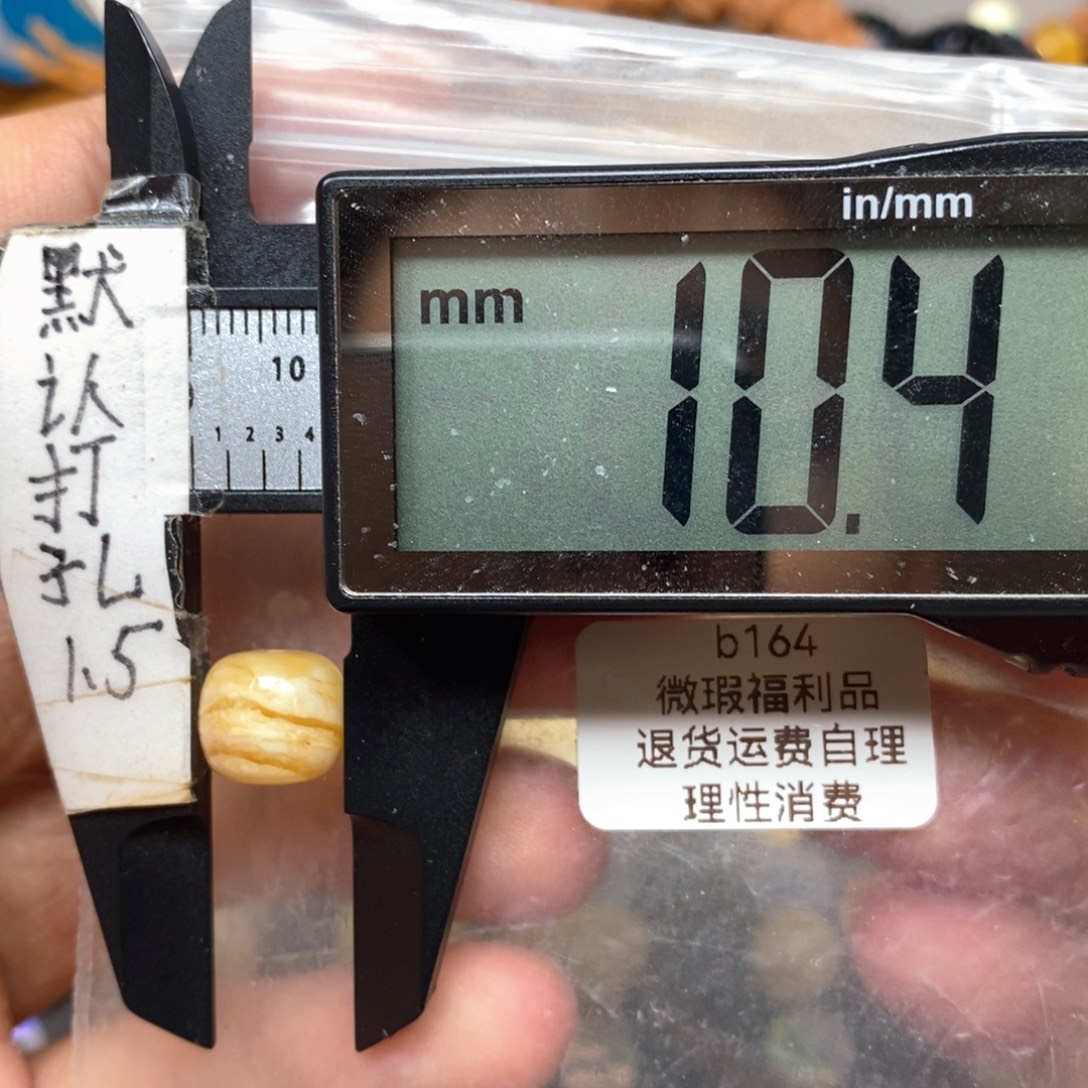 in/mm
mm
10.4
默
认
打
孔
1.5
10
1 2 3 4
b164
微瑕福利品
退货运费自理
理性消费